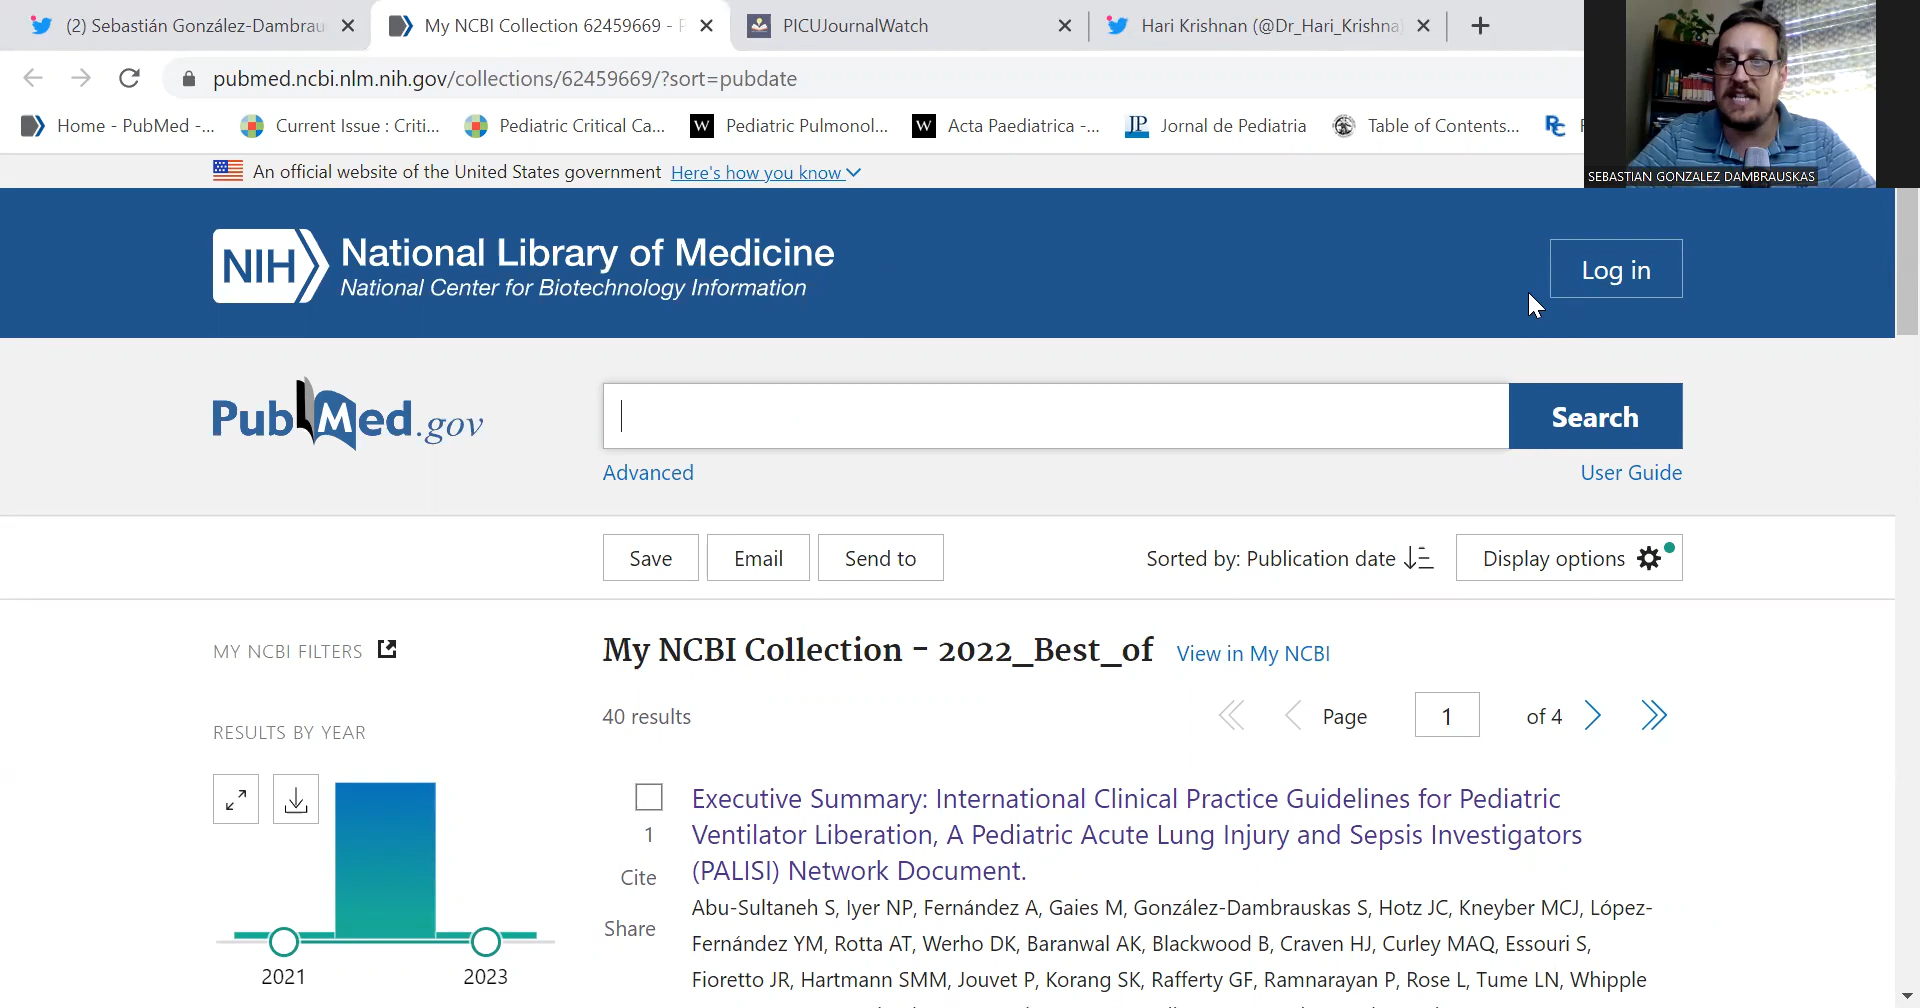 (2) Sebastián González-Dambrau
My NCBI Collection 62459669 - P
PICUJournalWatch
Hari Krishnan (@Dr_Hari_Krishna)
pubmed.ncbi.nlm.nih.gov/collections/62459669/?sort=pubdate
Home - PubMed -...
Current Issue : Criti...
Pediatric Critical Ca...
W Pediatric Pulmonol...
W Acta Paediatrica -...
JP Jornal de Pediatria
Table of Contents...
RC
SEBASTIAN GONZALEZ DAMBRAUSKAS
An official website of the United States government Here's how you know
NIH National Library of Medicine
National Center for Biotechnology Information
Log in
PubMed.gov
Search
Advanced
User Guide
Save
Email
Send to
Sorted by: Publication date
Display options
MY NCBI FILTERS
My NCBI Collection - 2022_Best_of View in My NCBI
40 results
Page 1 of 4
RESULTS BY YEAR
2021
2023
1
Cite
Share
Executive Summary: International Clinical Practice Guidelines for Pediatric
Ventilator Liberation, A Pediatric Acute Lung Injury and Sepsis Investigators
(PALISI) Network Document.
Abu-Sultaneh S, Iyer NP, Fernández A, Gaies M, González-Dambrauskas S, Hotz JC, Kneyber MCJ, López-
Fernández YM, Rotta AT, Werho DK, Baranwal AK, Blackwood B, Craven HJ, Curley MAQ, Essouri S,
Fioretto JR, Hartmann SMM, Jouvet P, Korang SK, Rafferty GF, Ramnarayan P, Rose L, Tume LN, Whipple